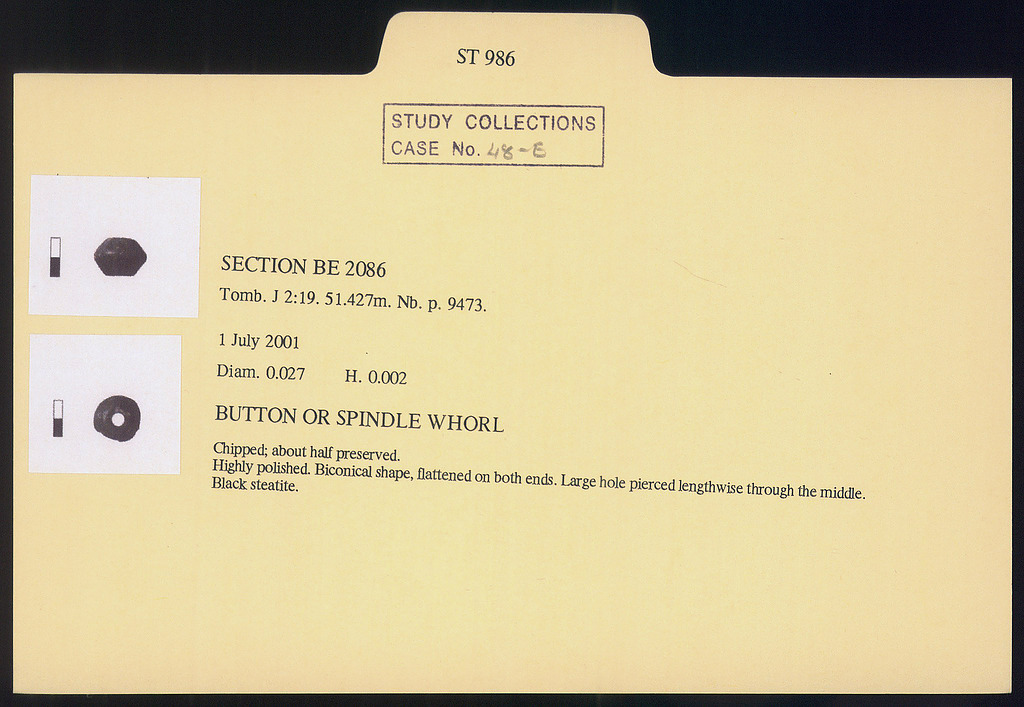 ST 986
STUDY COLLECTIONS
CASE No. 48-E
SECTION BE 2086
Tomb. J 2:19. 51.427m. Nb. p. 9473.
1 July 2001
Diam. 0.027 H. 0.002
BUTTON OR SPINDLE WHORL
Chipped; about half preserved.
Highly polished. Biconical shape, flattened on both ends. Large hole pierced lengthwise through the middle.
Black steatite.